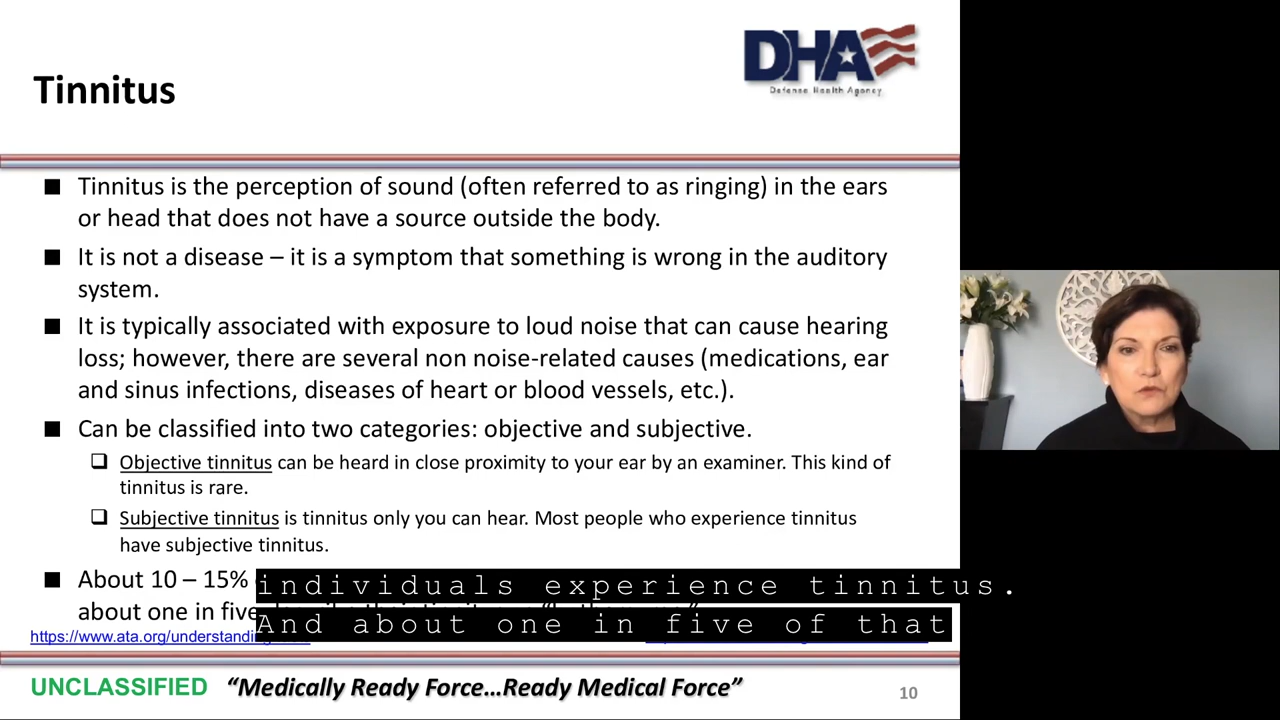 DHA
Defense Health Agency
Tinnitus
■ Tinnitus is the perception of sound (often referred to as ringing) in the ears
or head that does not have a source outside the body.
■ It is not a disease – it is a symptom that something is wrong in the auditory
system.
■ It is typically associated with exposure to loud noise that can cause hearing
loss; however, there are several non noise-related causes (medications, ear
and sinus infections, diseases of heart or blood vessels, etc.).
■ Can be classified into two categories: objective and subjective.
❑ Objective tinnitus can be heard in close proximity to your ear by an examiner. This kind of
tinnitus is rare.
❑ Subjective tinnitus is tinnitus only you can hear. Most people who experience tinnitus
have subjective tinnitus.
■ About 10 – 15%
about one in five
individuals experience tinnitus.
And about one in five of that
https://www.ata.org/understanding
UNCLASSIFIED "Medically Ready Force…Ready Medical Force" 10